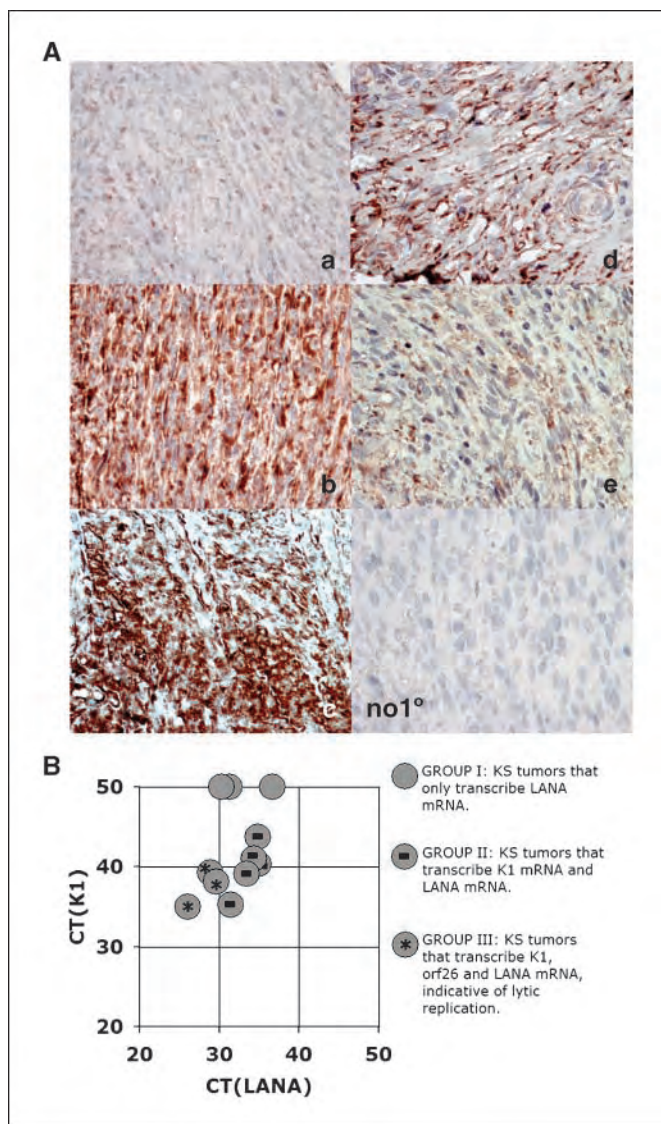 A
a
d
b
e
c
no1º
B
50
40
30
20
CT(K1)
20
30
40
50
CT(LANA)
GROUP I: KS tumors that
only transcribe LANA
mRNA.
GROUP II: KS tumors that
transcribe K1 mRNA and
LANA mRNA.
GROUP III: KS tumors
that transcribe K1,
orf26 and LANA mRNA,
indicative of lytic
replication.